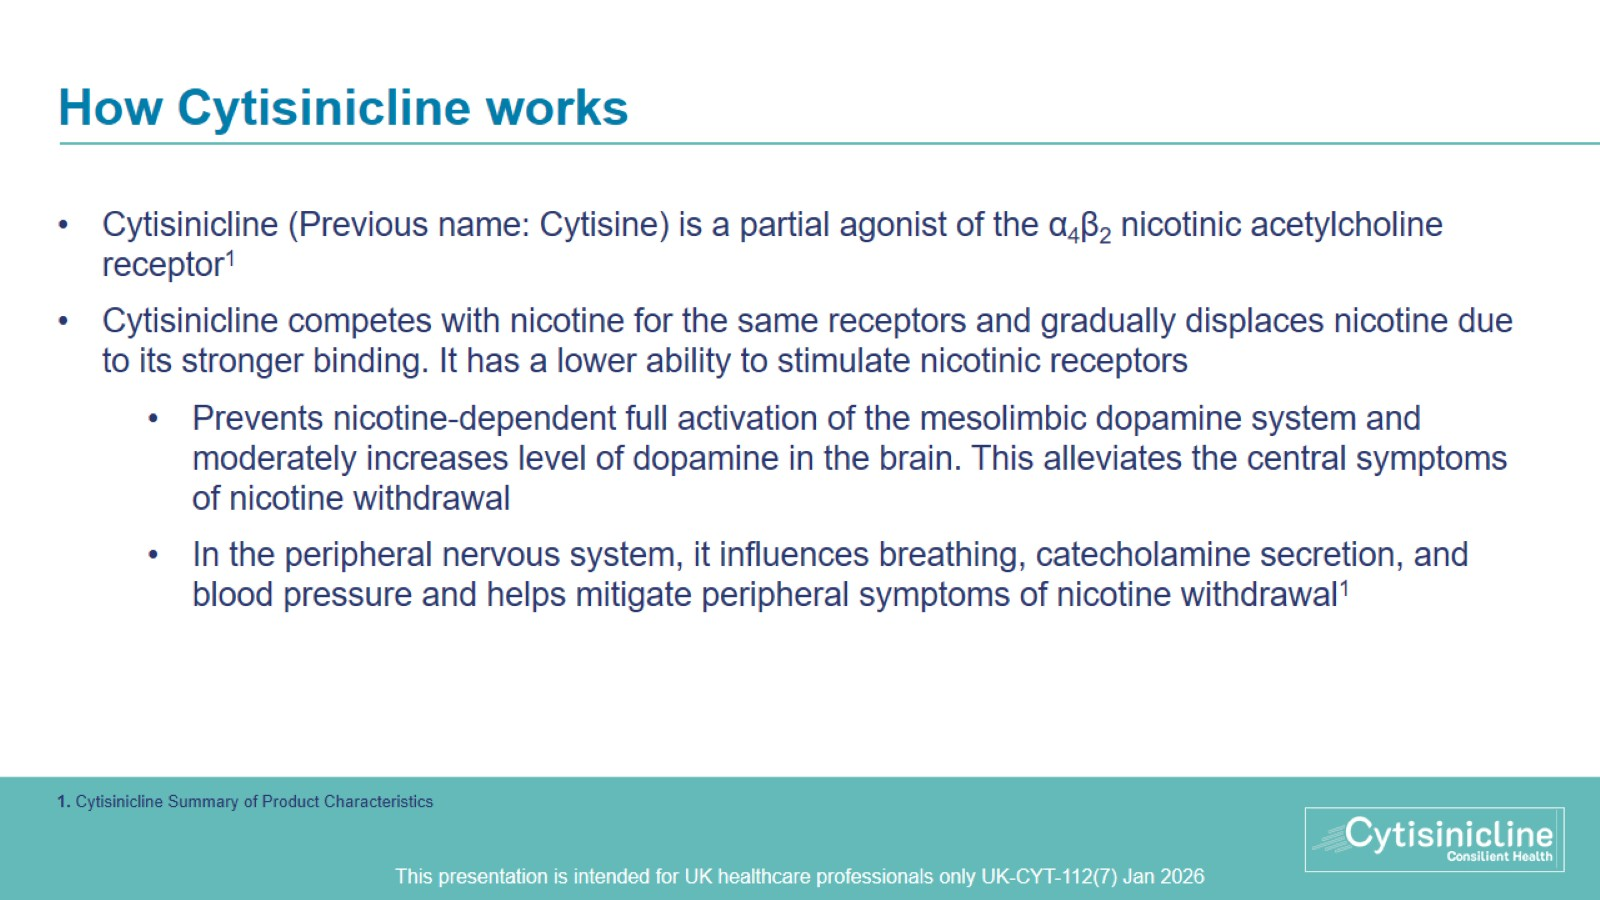 How Cytisinicline works
• Cytisinicline (Previous name: Cytisine) is a partial agonist of the α₄β₂ nicotinic acetylcholine
receptor¹
• Cytisinicline competes with nicotine for the same receptors and gradually displaces nicotine due
to its stronger binding. It has a lower ability to stimulate nicotinic receptors
• Prevents nicotine-dependent full activation of the mesolimbic dopamine system and
moderately increases level of dopamine in the brain. This alleviates the central symptoms
of nicotine withdrawal
• In the peripheral nervous system, it influences breathing, catecholamine secretion, and
blood pressure and helps mitigate peripheral symptoms of nicotine withdrawal¹
1. Cytisinicline Summary of Product Characteristics
Cytisinicline
Consilient Health
This presentation is intended for UK healthcare professionals only UK-CYT-112(7) Jan 2026